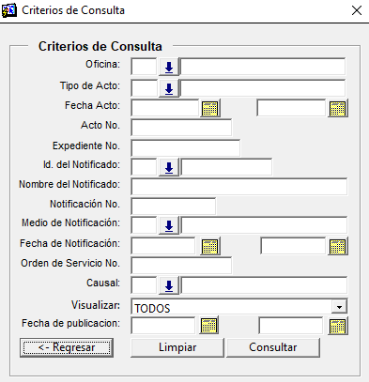 Criterios de Consulta
Criterios de Consulta
Oficina:
Tipo de Acto:
Fecha Acto:
Acto No.
Expediente No.
Id. del Notificado:
Nombre del Notificado:
Notificación No.
Medio de Notificación:
Fecha de Notificación:
Orden de Servicio No.
Causal:
Visualizar: TODOS
Fecha de publicacion:
<- Regresar Limpiar Consultar